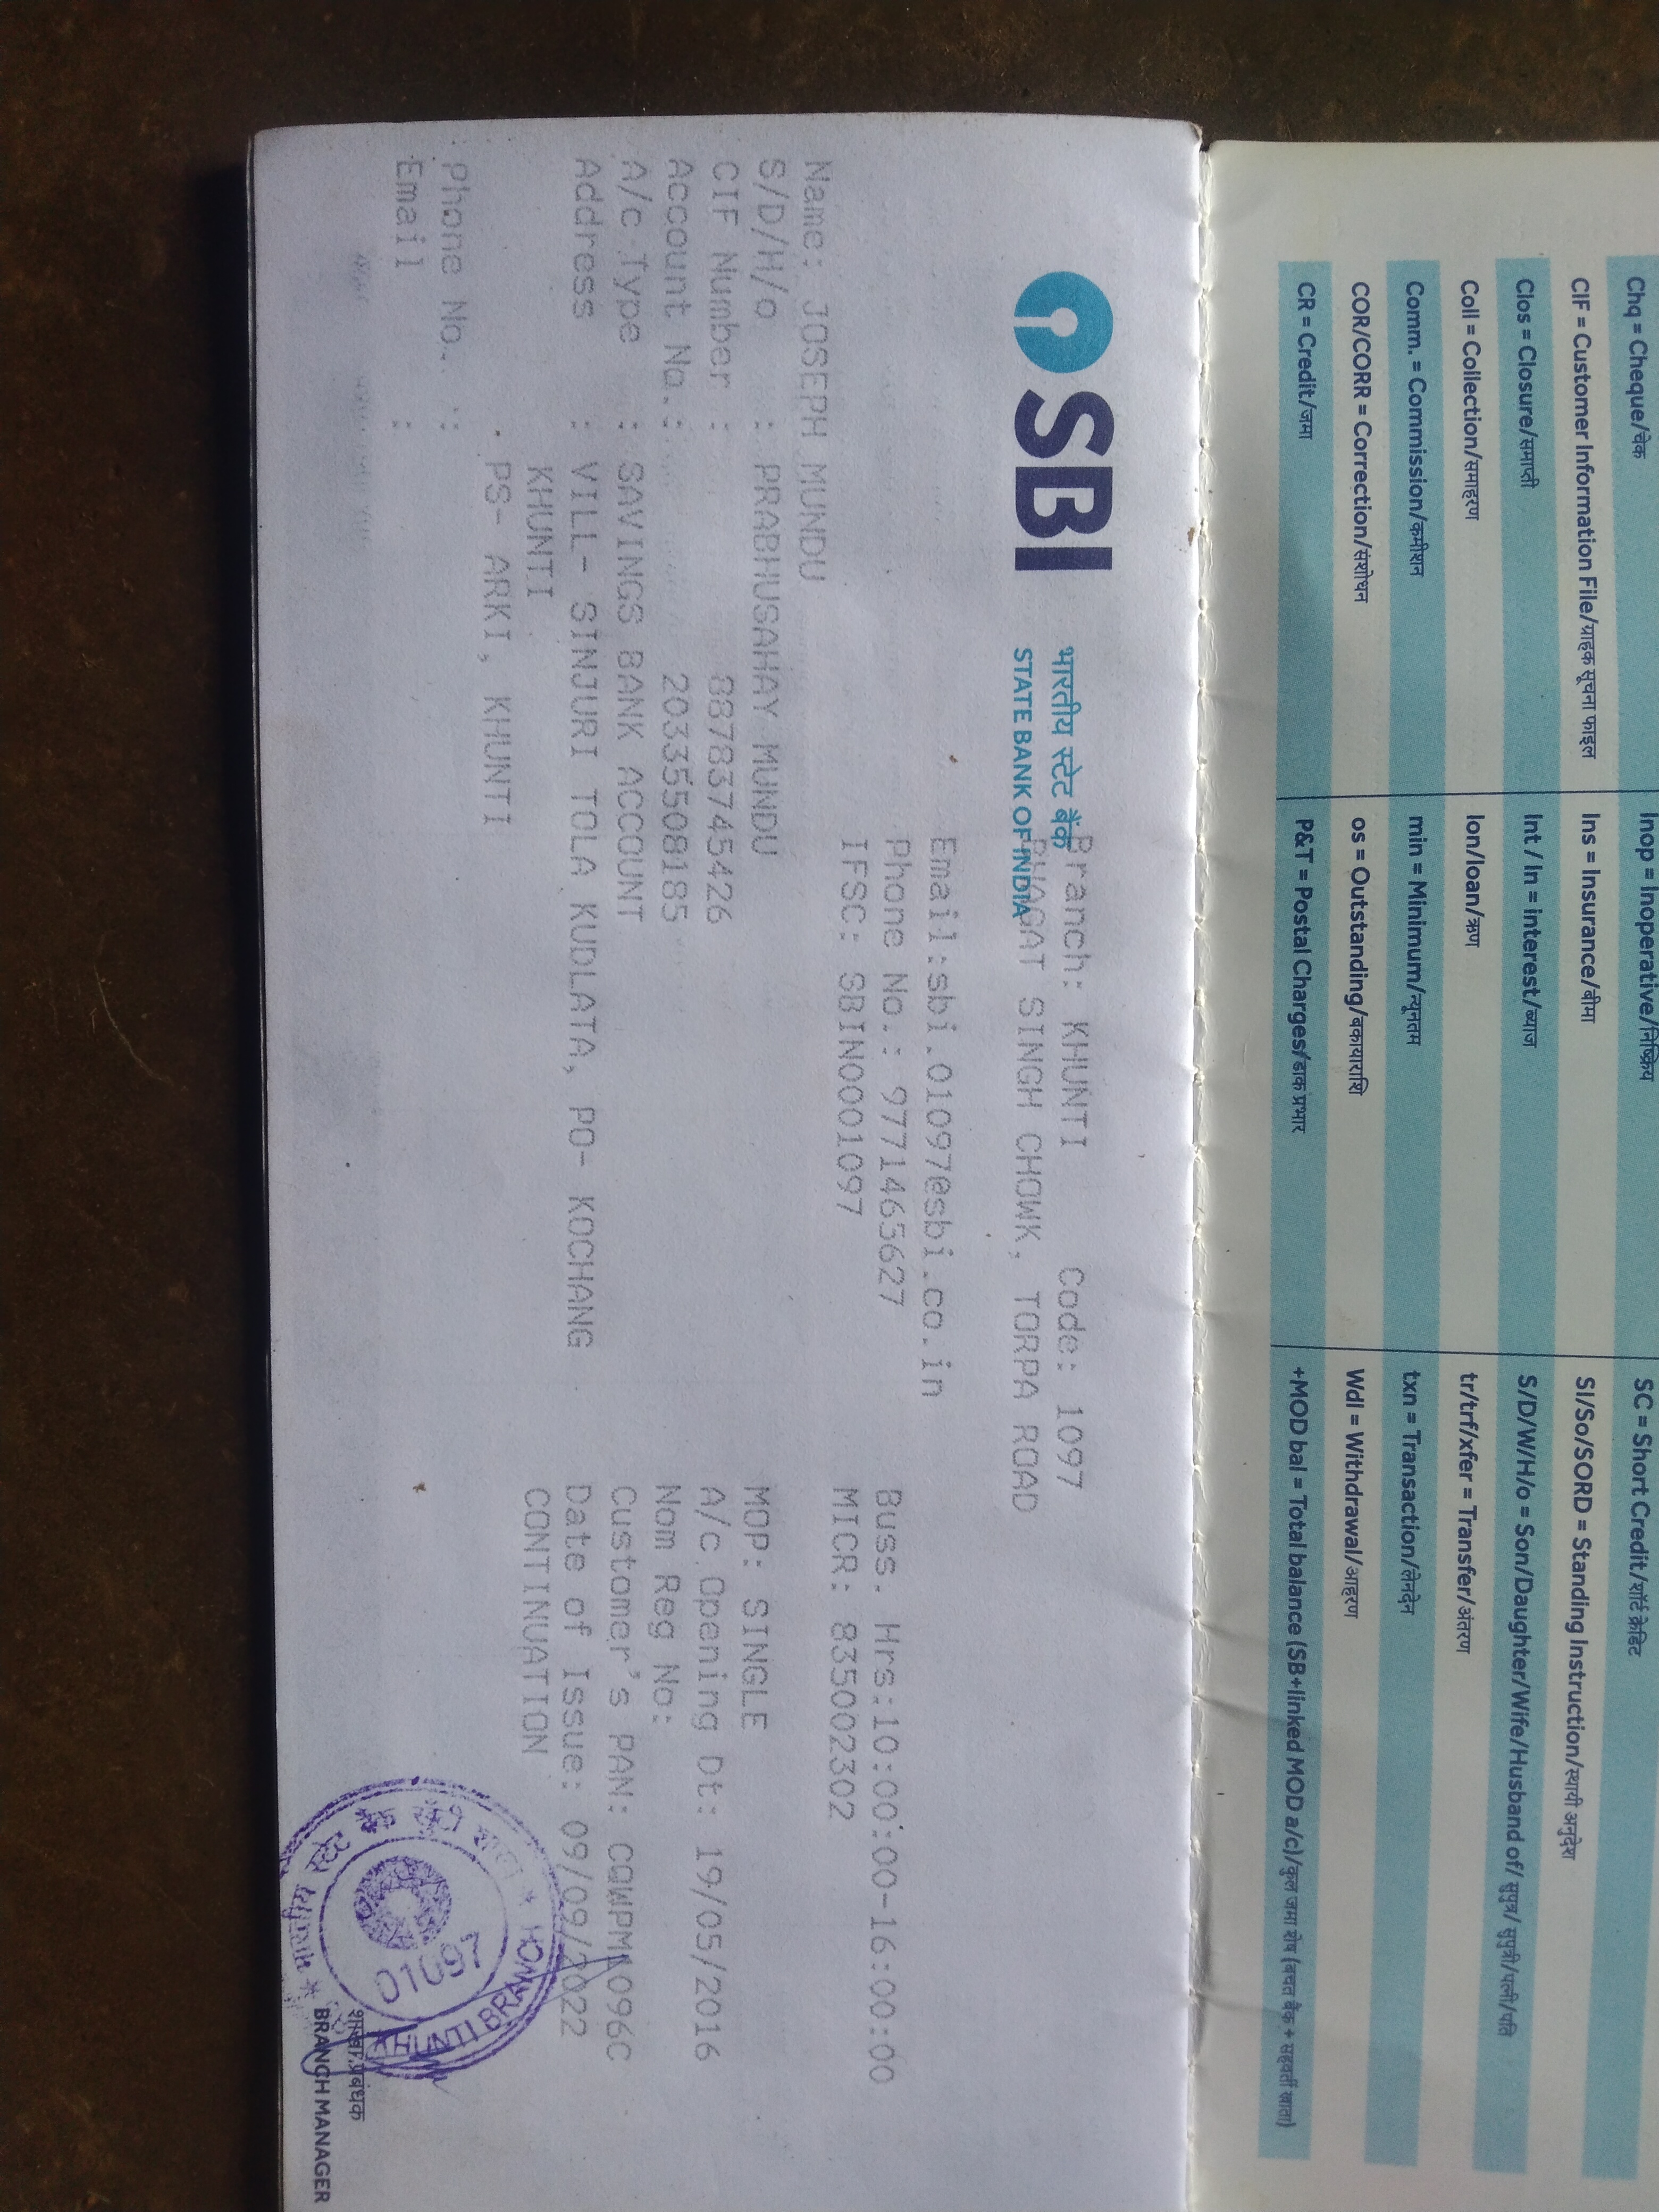 Chq = Cheque/चेक
Inop = Inoperative/निष्क्रिय
SC = Short Credit/शॉर्ट क्रेडिट
CIF = Customer Information File/ग्राहक सूचना फाइल
Ins = Insurance/बीमा
SI/So/SORD = Standing Instruction/स्थायी अनुदेश
Clos = Closure/समाप्ती
Int / In = interest/ब्याज
S/D/W/H/o = Son/Daughter/Wife/Husband of/ सुपुत्र/ सुपुत्री/पत्नी/पति
Coll = Collection/समाहरण
lon/loan/ऋण
tr/trf/xfer = Transfer/अंतरण
Comm. = Commission/कमीशन
min = Minimum/न्यूनतम
txn = Transaction/लेनदेन
COR/CORR = Correction/संशोधन
os = Outstanding/बकायाराशि
Wdl = Withdrawal/आहरण
CR = Credit/जमा
P&T = Postal Charges/डाक प्रभार
+MOD bal = Total balance (SB+linked MOD a/c)/कुल जमा शेष (बचत बैंक + सहवर्ती खाता)
SBI
भारतीय स्टेट बैंक
STATE BANK OF INDIA
Branch: KHUNTI Code: 1097
BHAGAT SINGH CHOWK, TORPA ROAD
Email:sbi.01097@sbi.co.in
Phone No.: 9771465627 Buss. Hrs:10:00:00-16:00:00
IFSC: SBIN0001097 MICR: 835002302
Name: JOSEPH MUNDU
S/D/H/o : PRABHUSAHAY MUNDU MOP: SINGLE
CIF Number : 88783745426 A/c Opening Dt: 19/05/2016
Account No.: 20335508185 Nom Reg No:
A/c Type : SAVINGS BANK ACCOUNT Customer's PAN: CQWPM1096C
Address : VILL- SINJURI TOLA KUDLATA, PO- KOCHANG Date of Issue: 09/09/2022
KHUNTI CONTINUATION
PS- ARKI, KHUNTI
Phone No. :
Email :
भारतीय स्टेट बैंक खूँटी शाखा
01097
KHUNTI BRANCH
शाखा प्रबंधक
BRANCH MANAGER